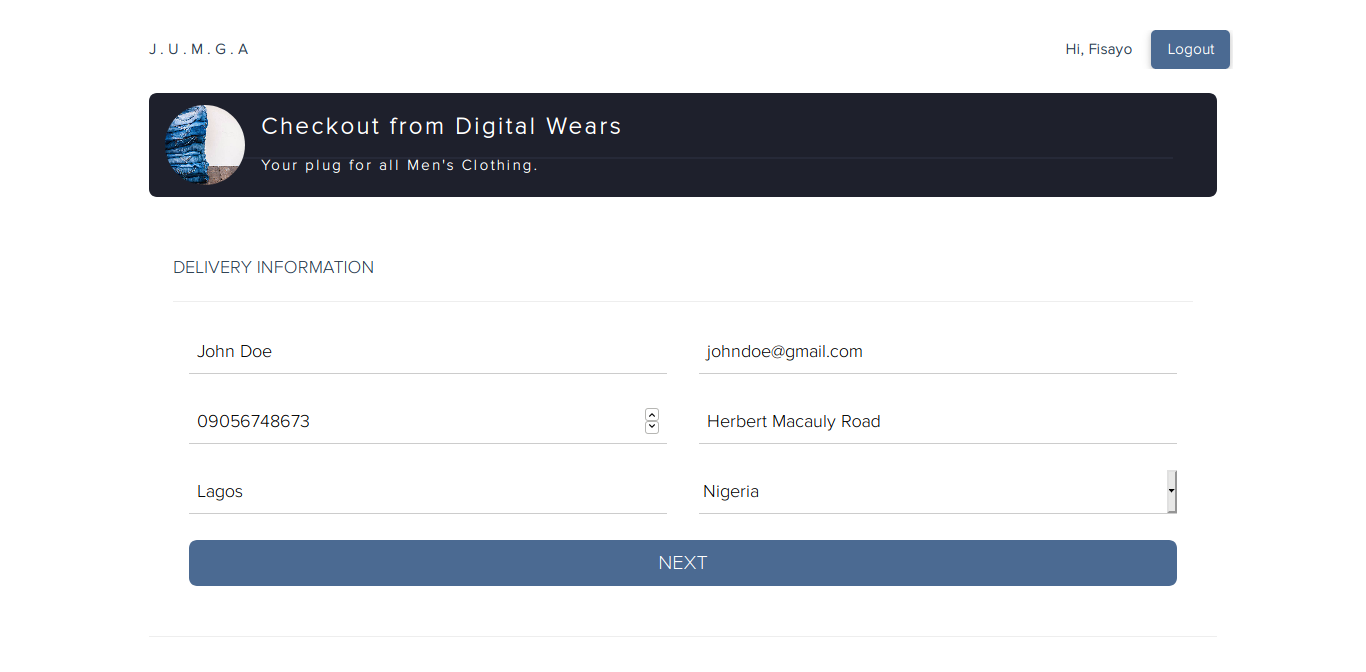 J.U.M.G.A
Hi, Fisayo
Logout
Checkout from Digital Wears
Your plug for all Men's Clothing.
DELIVERY INFORMATION
John Doe
johndoe@gmail.com
09056748673
Herbert Macauly Road
Lagos
Nigeria
NEXT